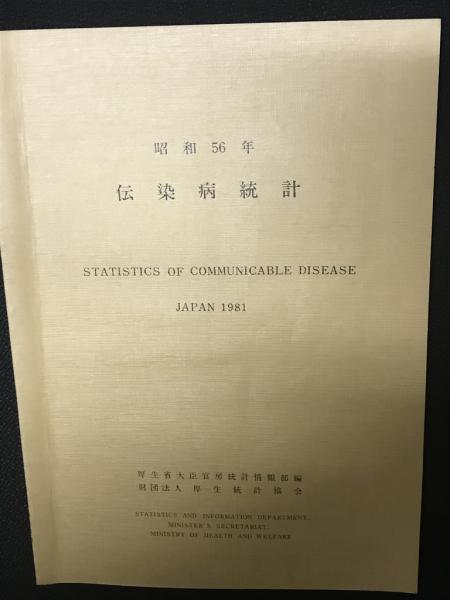 昭和 56 年
伝染病統計
STATISTICS OF COMMUNICABLE DISEASE
JAPAN 1981
厚生省大臣官房統計情報部編
財団法人 厚生統計協会
STATISTICS AND INFORMATION DEPARTMENT,
MINISTER'S SECRETARIAT,
MINISTRY OF HEALTH AND WELFARE